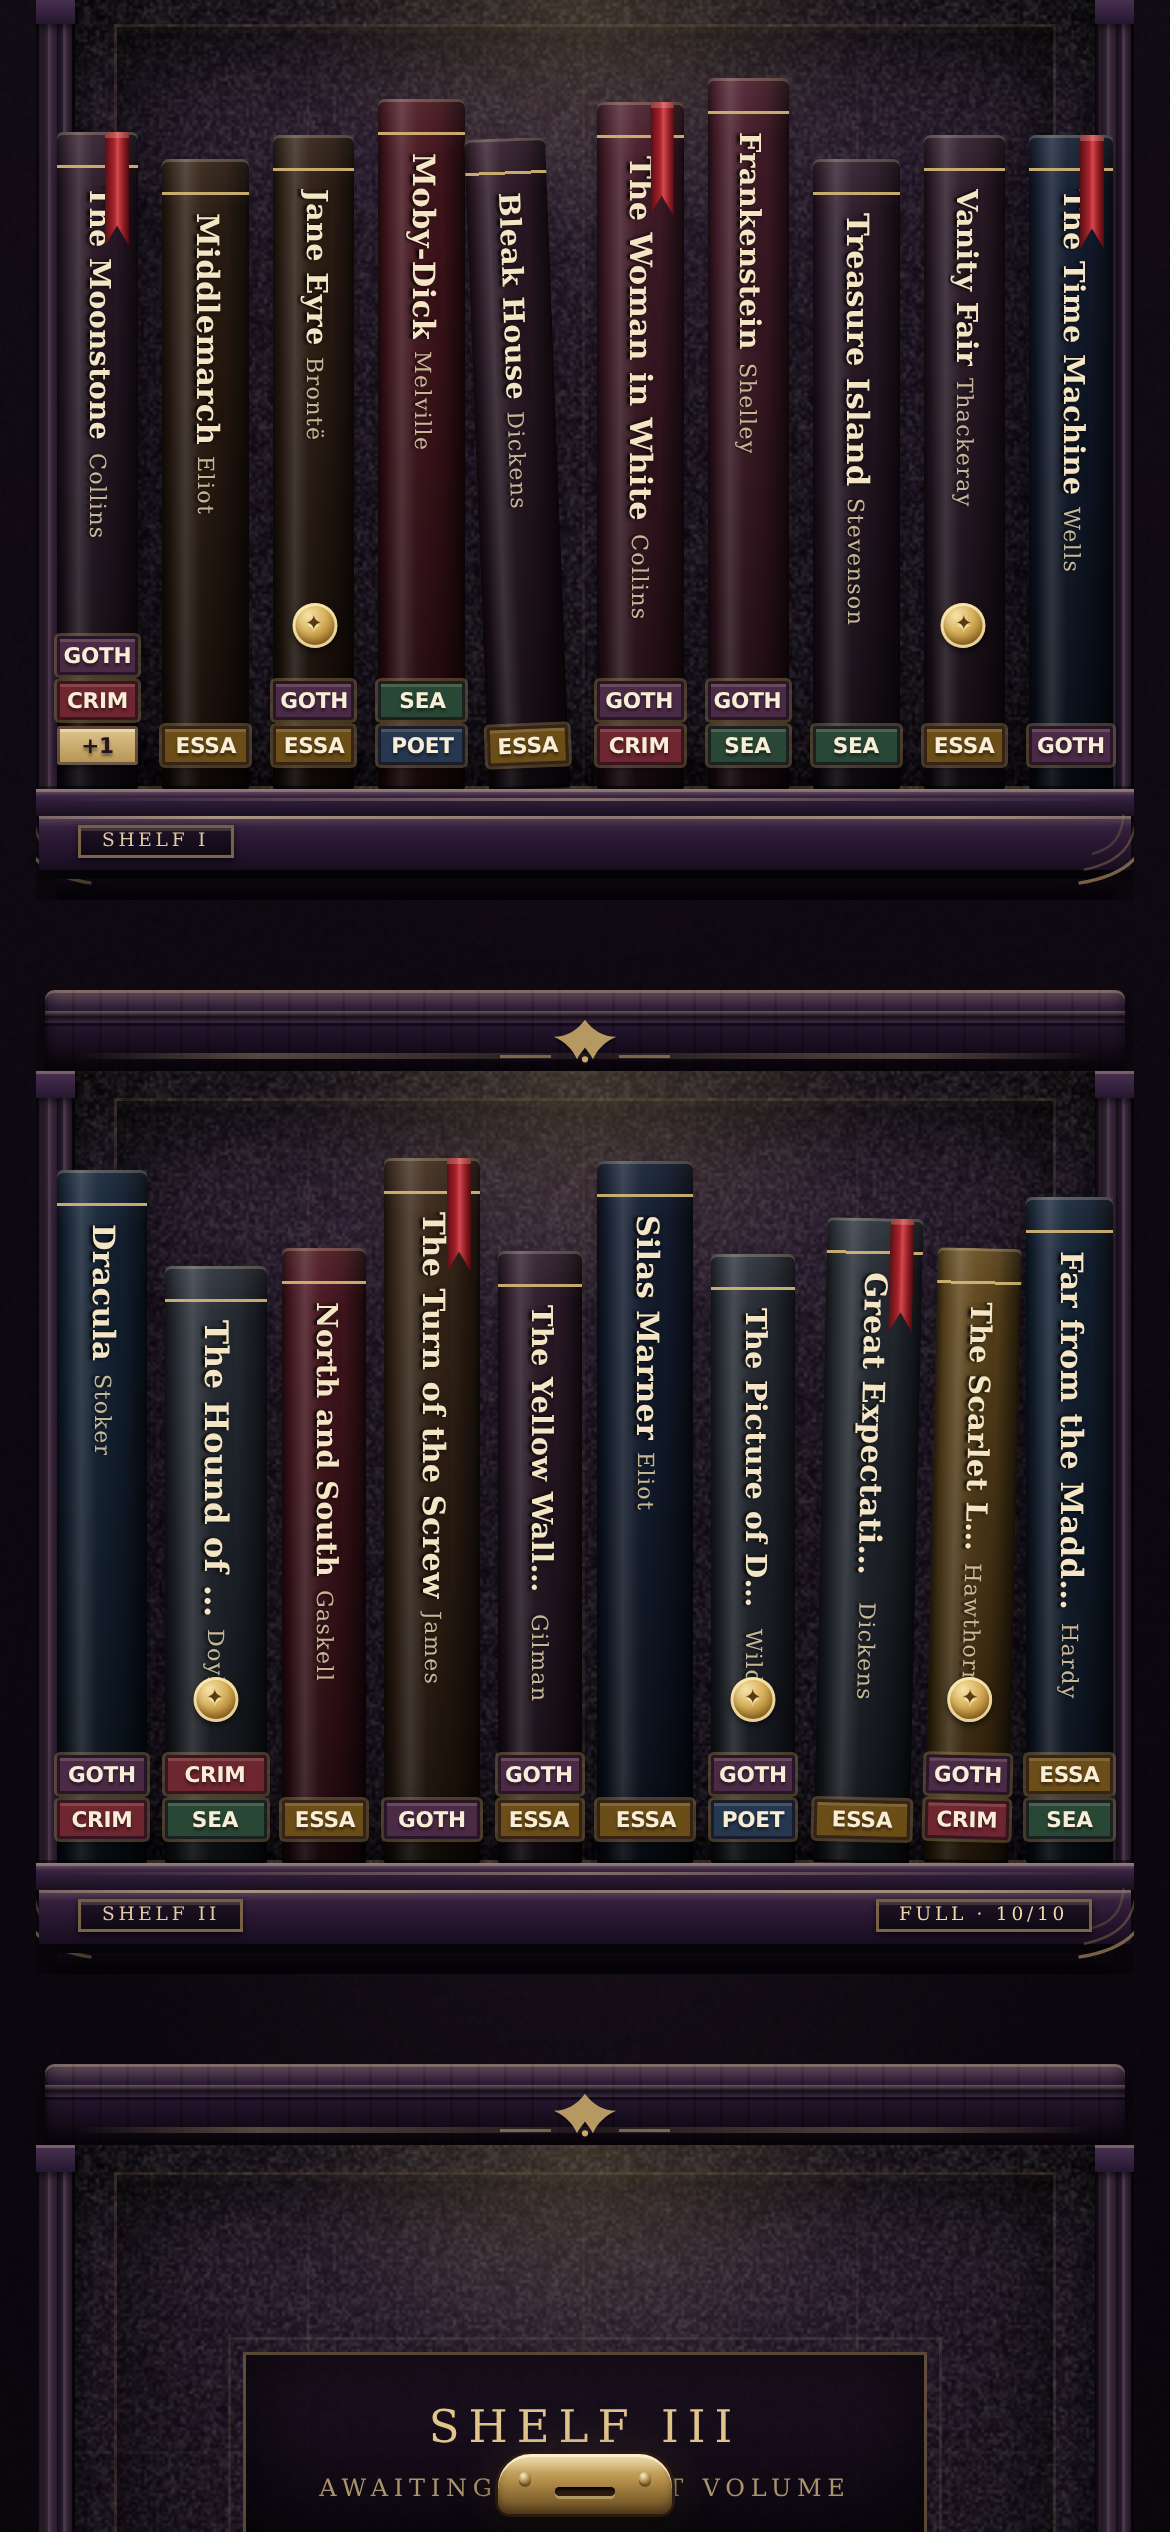 The Moonstone Collins
GOTH
CRIM
+1
Middlemarch Eliot
ESSA
Jane Eyre Brontë
GOTH
ESSA
Moby-Dick Melville
SEA
POET
Bleak House Dickens
ESSA
The Woman in White Collins
GOTH
CRIM
Frankenstein Shelley
GOTH
SEA
Treasure Island Stevenson
SEA
Vanity Fair Thackeray
ESSA
The Time Machine Wells
GOTH
SHELF I
Dracula Stoker
GOTH
CRIM
The Hound of ... Doy
CRIM
SEA
North and South Gaskell
ESSA
The Turn of the Screw James
GOTH
The Yellow Wall... Gilman
GOTH
ESSA
Silas Marner Eliot
ESSA
The Picture of D... Wild
GOTH
POET
Great Expectati... Dickens
ESSA
The Scarlet L... Hawthorn
GOTH
CRIM
Far from the Madd... Hardy
ESSA
SEA
SHELF II
FULL · 10/10
SHELF III
AWAITING VOLUME